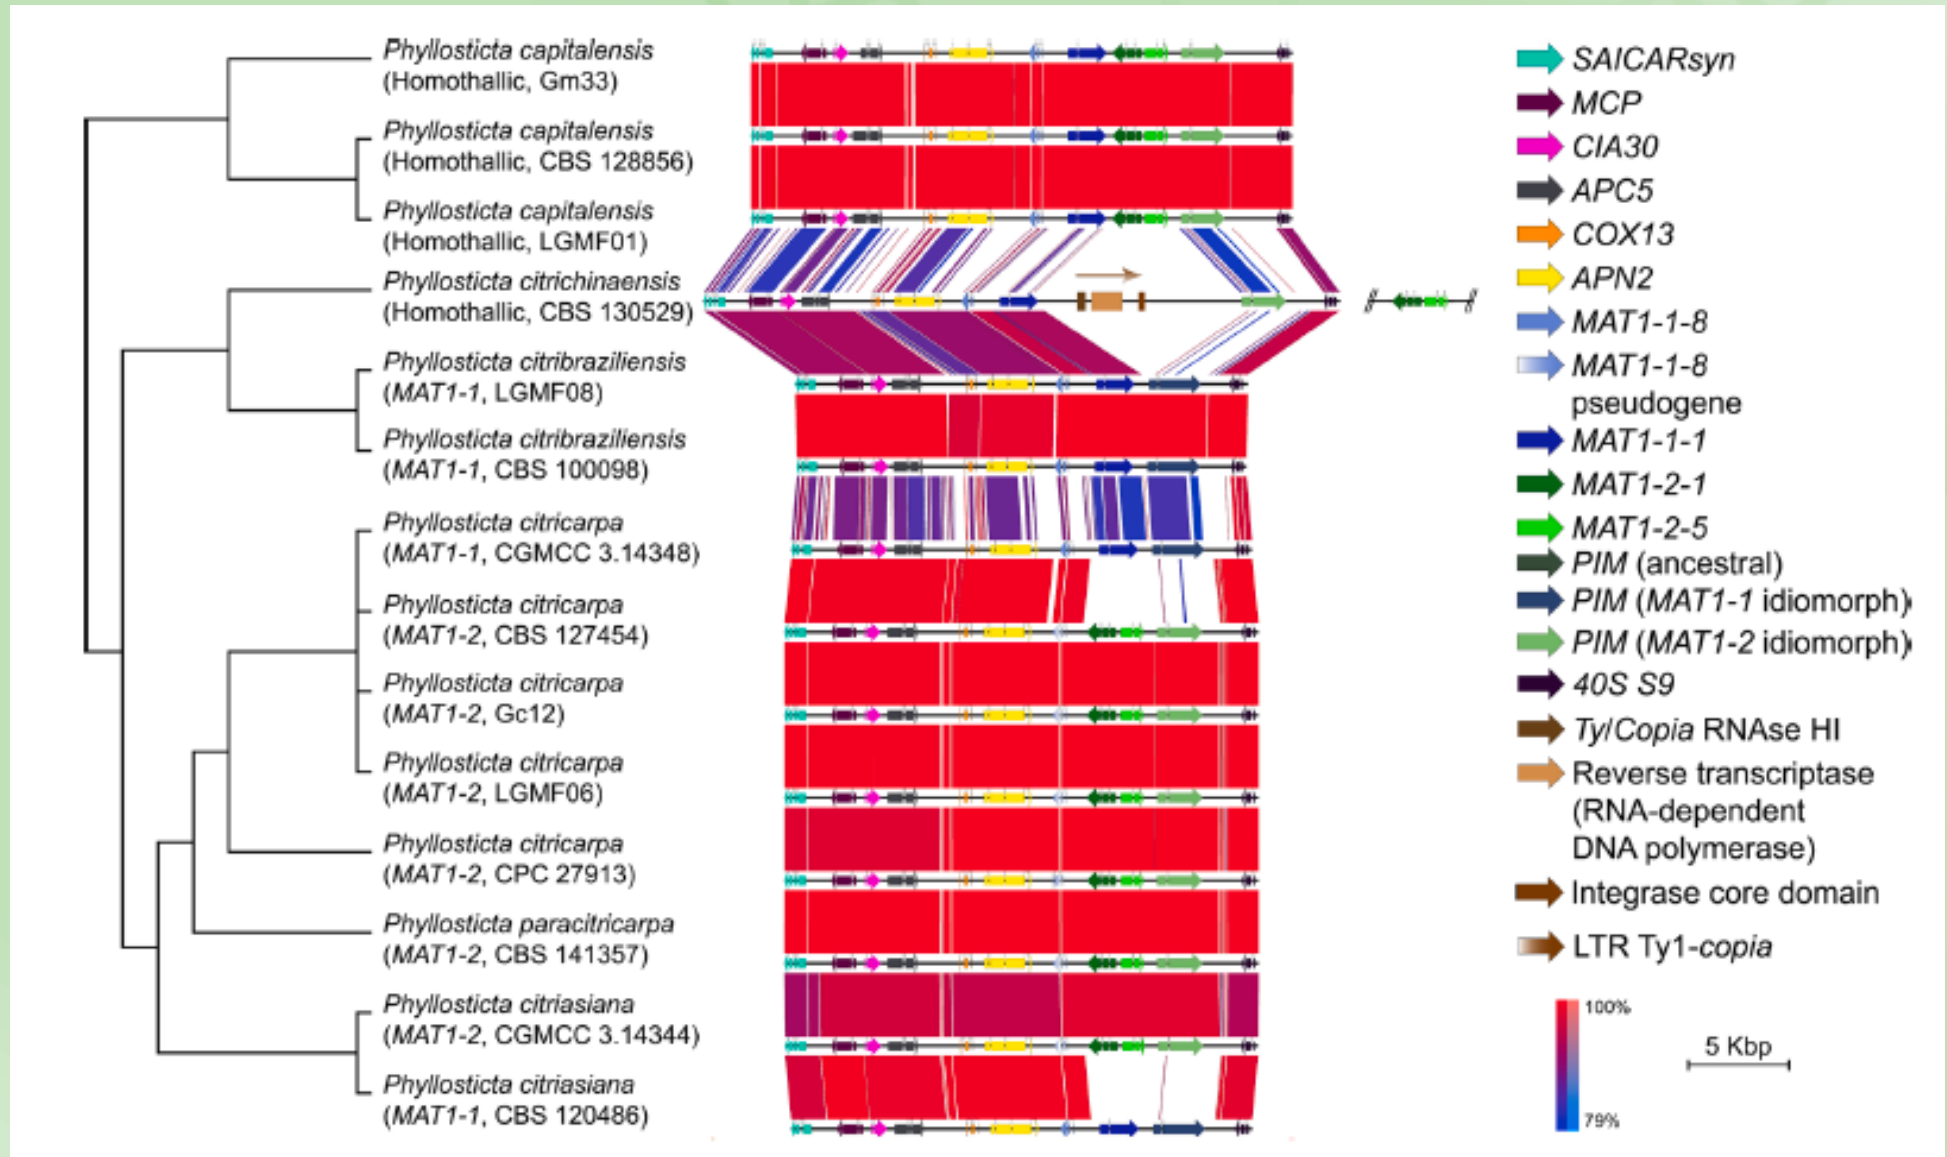 Phyllosticta capitalensis
(Homothallic, Gm33)
Phyllosticta capitalensis
(Homothallic, CBS 128856)
Phyllosticta capitalensis
(Homothallic, LGMF01)
Phyllosticta citrichinaensis
(Homothallic, CBS 130529)
Phyllosticta citribraziliensis
(MAT1-1, LGMF08)
Phyllosticta citribraziliensis
(MAT1-1, CBS 100098)
Phyllosticta citricarpa
(MAT1-1, CGMCC 3.14348)
Phyllosticta citricarpa
(MAT1-2, CBS 127454)
Phyllosticta citricarpa
(MAT1-2, Gc12)
Phyllosticta citricarpa
(MAT1-2, LGMF06)
Phyllosticta citricarpa
(MAT1-2, CPC 27913)
Phyllosticta paracitricarpa
(MAT1-2, CBS 141357)
Phyllosticta citriasiana
(MAT1-2, CGMCC 3.14344)
Phyllosticta citriasiana
(MAT1-1, CBS 120486)
SAICARsyn
MCP
CIA30
APC5
COX13
APN2
MAT1-1-8
MAT1-1-8
pseudogene
MAT1-1-1
MAT1-2-1
MAT1-2-5
PIM (ancestral)
PIM (MAT1-1 idiomorph)
PIM (MAT1-2 idiomorph)
40S S9
Ty/Copia RNAse HI
Reverse transcriptase
(RNA-dependent
DNA polymerase)
Integrase core domain
LTR Ty1-copia
100%
79%
5 Kbp